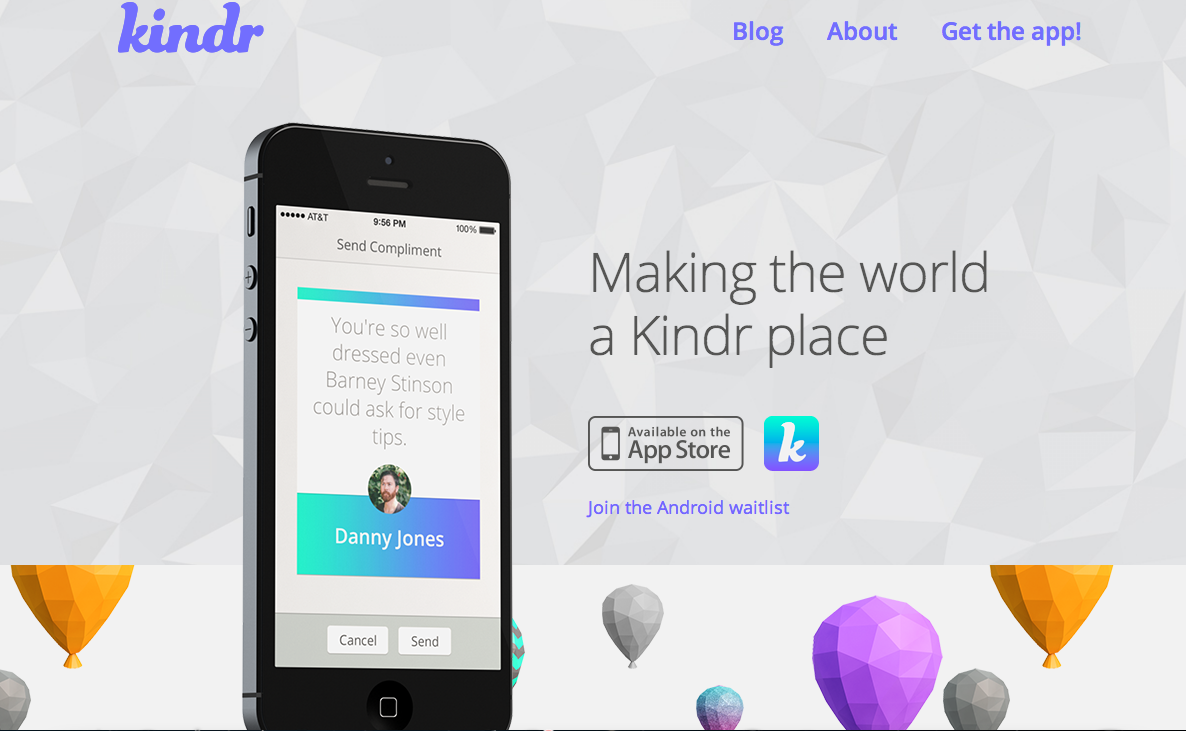 kindr
Blog
About
Get the app!
AT&T
9:56 PM
100%
Send Compliment
You're so well
dressed even
Barney Stinson
could ask for style
tips.
Danny Jones
Cancel
Send
Making the world
a Kindr place
Available on the
App Store
k
Join the Android waitlist